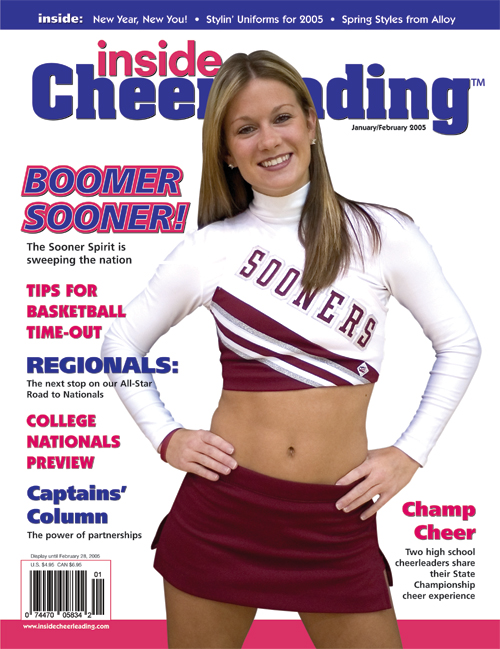 inside: New Year, New You! • Stylin' Uniforms for 2005 • Spring Styles from Alloy
inside
Cheerleading™
January/February 2005
BOOMER
SOONER!
The Sooner Spirit is
sweeping the nation
SOONERS
TIPS FOR
BASKETBALL
TIME-OUT
REGIONALS:
The next stop on our All-Star
Road to Nationals
COLLEGE
NATIONALS
PREVIEW
Captains'
Column
The power of partnerships
Champ
Cheer
Two high school
cheerleaders share
their State
Championship
cheer experience
Display until February 28, 2005
U.S. $4.95 CAN $6.95
01
0 74470 05834 2
www.insidecheerleading.com